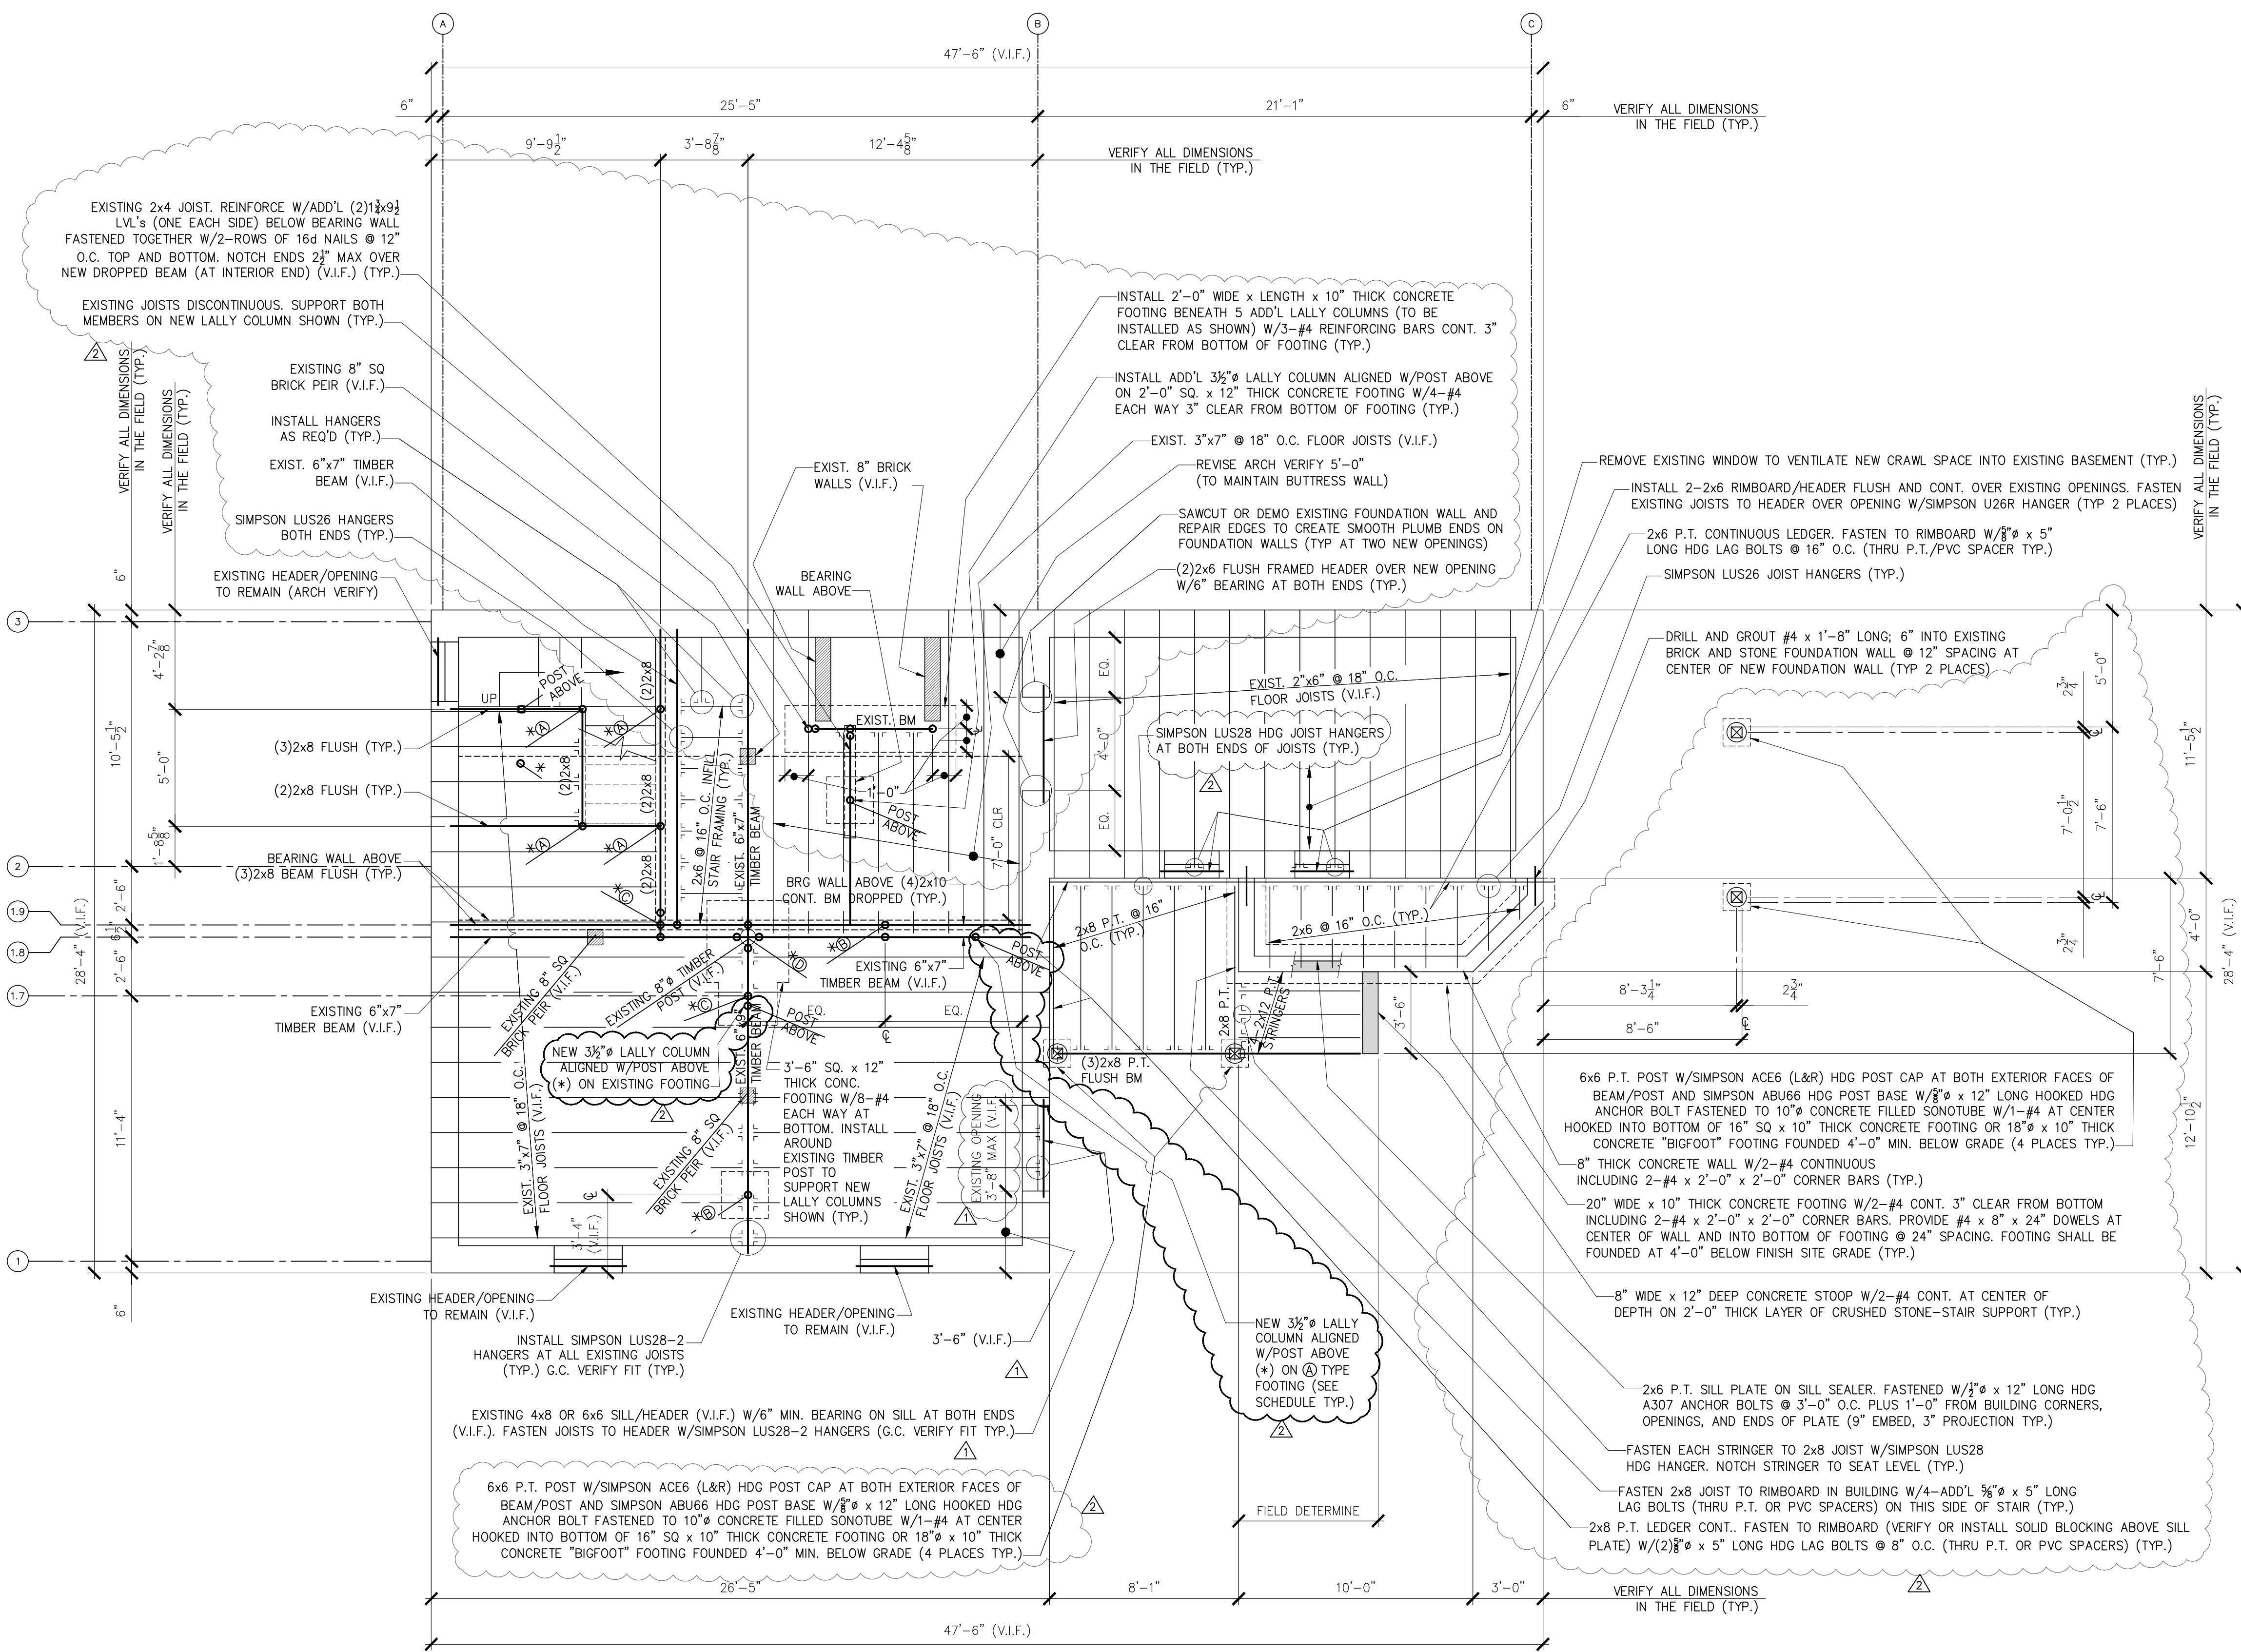 A
B
C
47'-6" (V.I.F.)
6"
25'-5"
21'-1"
6"
VERIFY ALL DIMENSIONS
IN THE FIELD (TYP.)
9'-9½"
3'-8⅞"
12'-4⅝"
VERIFY ALL DIMENSIONS
IN THE FIELD (TYP.)
EXISTING 2x4 JOIST. REINFORCE W/ADD'L (2)1¾x9½
LVL's (ONE EACH SIDE) BELOW BEARING WALL
FASTENED TOGETHER W/2-ROWS OF 16d NAILS @ 12"
O.C. TOP AND BOTTOM. NOTCH ENDS 2½" MAX OVER
NEW DROPPED BEAM (AT INTERIOR END) (V.I.F.) (TYP.)
EXISTING JOISTS DISCONTINUOUS. SUPPORT BOTH
MEMBERS ON NEW LALLY COLUMN SHOWN (TYP.)
2
EXISTING 8" SQ
BRICK PEIR (V.I.F.)
INSTALL HANGERS
AS REQ'D (TYP.)
EXIST. 6"x7" TIMBER
BEAM (V.I.F.)
SIMPSON LUS26 HANGERS
BOTH ENDS (TYP.)
EXISTING HEADER/OPENING
TO REMAIN (ARCH VERIFY)
VERIFY ALL DIMENSIONS
IN THE FIELD (TYP.)
VERIFY ALL DIMENSIONS
IN THE FIELD (TYP.)
EXIST. 8" BRICK
WALLS (V.I.F.)
BEARING
WALL ABOVE
INSTALL 2'-0" WIDE x LENGTH x 10" THICK CONCRETE
FOOTING BENEATH 5 ADD'L LALLY COLUMNS (TO BE
INSTALLED AS SHOWN) W/3-#4 REINFORCING BARS CONT. 3"
CLEAR FROM BOTTOM OF FOOTING (TYP.)
INSTALL ADD'L 3½"ø LALLY COLUMN ALIGNED W/POST ABOVE
ON 2'-0" SQ. x 12" THICK CONCRETE FOOTING W/4-#4
EACH WAY 3" CLEAR FROM BOTTOM OF FOOTING (TYP.)
EXIST. 3"x7" @ 18" O.C. FLOOR JOISTS (V.I.F.)
REVISE ARCH VERIFY 5'-0"
(TO MAINTAIN BUTTRESS WALL)
SAWCUT OR DEMO EXISTING FOUNDATION WALL AND
REPAIR EDGES TO CREATE SMOOTH PLUMB ENDS ON
FOUNDATION WALLS (TYP AT TWO NEW OPENINGS)
(2)2x6 FLUSH FRAMED HEADER OVER NEW OPENING
W/6" BEARING AT BOTH ENDS (TYP.)
REMOVE EXISTING WINDOW TO VENTILATE NEW CRAWL SPACE INTO EXISTING BASEMENT (TYP.)
INSTALL 2-2x6 RIMBOARD/HEADER FLUSH AND CONT. OVER EXISTING OPENINGS. FASTEN
EXISTING JOISTS TO HEADER OVER OPENING W/SIMPSON U26R HANGER (TYP 2 PLACES)
2x6 P.T. CONTINUOUS LEDGER. FASTEN TO RIMBOARD W/⅝"ø x 5"
LONG HDG LAG BOLTS @ 16" O.C. (THRU P.T./PVC SPACER TYP.)
SIMPSON LUS26 JOIST HANGERS (TYP.)
DRILL AND GROUT #4 x 1'-8" LONG; 6" INTO EXISTING
BRICK AND STONE FOUNDATION WALL @ 12" SPACING AT
CENTER OF NEW FOUNDATION WALL (TYP 2 PLACES)
VERIFY ALL DIMENSIONS
IN THE FIELD (TYP.)
6"
3
4'-2⅞"
10'-5½"
5'-0"
1'-8⅝"
2
2'-6"
1.9
6½"
1.8
2'-6"
1.7
28'-4" (V.I.F.)
11'-4"
1
6"
(3)2x8 FLUSH (TYP.)
(2)2x8 FLUSH (TYP.)
BEARING WALL ABOVE
(3)2x8 BEAM FLUSH (TYP.)
EXISTING 6"x7"
TIMBER BEAM (V.I.F.)
UP
POST
ABOVE
*A
*A
*
*A
*A
*C
(2)2x8
(2)2x8
(2)2x8
(2)2x8
2x6 @ 16" O.C. INFILL
STAIR FRAMING (TYP.)
EXIST. 6"x7"
TIMBER BEAM
EXIST. BM
1'-0"
POST
ABOVE
7'-0" CLR
BRG WALL ABOVE (4)2x10
CONT. BM DROPPED (TYP.)
*B
*D
EXISTING 6"x7"
TIMBER BEAM (V.I.F.)
POST
ABOVE
EXISTING 8" SQ
BRICK PEIR (V.I.F.)
EXISTING 8"ø TIMBER
POST (V.I.F.)
*C
POST
ABOVE
EQ.
EQ.
℄
NEW 3½"ø LALLY COLUMN
ALIGNED W/POST ABOVE
(*) ON EXISTING FOOTING
2
EXIST. 6"x9"
TIMBER BEAM
EXIST. 3"x7" @ 18" O.C.
FLOOR JOISTS (V.I.F.)
EXISTING 8" SQ
BRICK PEIR (V.I.F.)
*B
3'-4"
(V.I.F.)
℄
3'-6" SQ. x 12"
THICK CONC.
FOOTING W/8-#4
EACH WAY AT
BOTTOM. INSTALL
AROUND
EXISTING TIMBER
POST TO
SUPPORT NEW
LALLY COLUMNS
SHOWN (TYP.)
EXIST. 3"x7" @ 18" O.C.
FLOOR JOISTS (V.I.F.)
EXISTING OPENING
3'-8" MAX (V.I.F.)
1
EQ.
4'-0"
EQ.
EXIST. 2"x6" @ 18" O.C.
FLOOR JOISTS (V.I.F.)
SIMPSON LUS28 HDG JOIST HANGERS
AT BOTH ENDS OF JOISTS (TYP.)
2
2x8 P.T. @ 16"
O.C. (TYP.)
2x6 @ 16" O.C. (TYP.)
2x8 P.T.
4-2x12 P.T.
STRINGERS
3'-6"
(3)2x8 P.T.
FLUSH BM
5'-0"
2¾"
℄
7'-0½"
7'-6"
℄
2¾"
8'-3¼"
2¾"
8'-6"
℄
11'-5½"
4'-0"
7'-6"
12'-10½"
28'-4" (V.I.F.)
6x6 P.T. POST W/SIMPSON ACE6 (L&R) HDG POST CAP AT BOTH EXTERIOR FACES OF
BEAM/POST AND SIMPSON ABU66 HDG POST BASE W/⅝"ø x 12" LONG HOOKED HDG
ANCHOR BOLT FASTENED TO 10"ø CONCRETE FILLED SONOTUBE W/1-#4 AT CENTER
HOOKED INTO BOTTOM OF 16" SQ x 10" THICK CONCRETE FOOTING OR 18"ø x 10" THICK
CONCRETE "BIGFOOT" FOOTING FOUNDED 4'-0" MIN. BELOW GRADE (4 PLACES TYP.)
8" THICK CONCRETE WALL W/2-#4 CONTINUOUS
INCLUDING 2-#4 x 2'-0" x 2'-0" CORNER BARS (TYP.)
20" WIDE x 10" THICK CONCRETE FOOTING W/2-#4 CONT. 3" CLEAR FROM BOTTOM
INCLUDING 2-#4 x 2'-0" x 2'-0" CORNER BARS. PROVIDE #4 x 8" x 24" DOWELS AT
CENTER OF WALL AND INTO BOTTOM OF FOOTING @ 24" SPACING. FOOTING SHALL BE
FOUNDED AT 4'-0" BELOW FINISH SITE GRADE (TYP.)
8" WIDE x 12" DEEP CONCRETE STOOP W/2-#4 CONT. AT CENTER OF
DEPTH ON 2'-0" THICK LAYER OF CRUSHED STONE-STAIR SUPPORT (TYP.)
2x6 P.T. SILL PLATE ON SILL SEALER. FASTENED W/½"ø x 12" LONG HDG
A307 ANCHOR BOLTS @ 3'-0" O.C. PLUS 1'-0" FROM BUILDING CORNERS,
OPENINGS, AND ENDS OF PLATE (9" EMBED, 3" PROJECTION TYP.)
FASTEN EACH STRINGER TO 2x8 JOIST W/SIMPSON LUS28
HDG HANGER. NOTCH STRINGER TO SEAT LEVEL (TYP.)
FASTEN 2x8 JOIST TO RIMBOARD IN BUILDING W/4-ADD'L ⅝"ø x 5" LONG
LAG BOLTS (THRU P.T. OR PVC SPACERS) ON THIS SIDE OF STAIR (TYP.)
2x8 P.T. LEDGER CONT.. FASTEN TO RIMBOARD (VERIFY OR INSTALL SOLID BLOCKING ABOVE SILL
PLATE) W/(2)⅝"ø x 5" LONG HDG LAG BOLTS @ 8" O.C. (THRU P.T. OR PVC SPACERS) (TYP.)
2
EXISTING HEADER/OPENING
TO REMAIN (V.I.F.)
EXISTING HEADER/OPENING
TO REMAIN (V.I.F.)
INSTALL SIMPSON LUS28-2
HANGERS AT ALL EXISTING JOISTS
(TYP.) G.C. VERIFY FIT (TYP.)
3'-6" (V.I.F.)
1
EXISTING 4x8 OR 6x6 SILL/HEADER (V.I.F.) W/6" MIN. BEARING ON SILL AT BOTH ENDS
(V.I.F.). FASTEN JOISTS TO HEADER W/SIMPSON LUS28-2 HANGERS (G.C. VERIFY FIT TYP.)
1
NEW 3½"ø LALLY
COLUMN ALIGNED
W/POST ABOVE
(*) ON A TYPE
FOOTING (SEE
SCHEDULE TYP.)
2
6x6 P.T. POST W/SIMPSON ACE6 (L&R) HDG POST CAP AT BOTH EXTERIOR FACES OF
BEAM/POST AND SIMPSON ABU66 HDG POST BASE W/⅝"ø x 12" LONG HOOKED HDG
ANCHOR BOLT FASTENED TO 10"ø CONCRETE FILLED SONOTUBE W/1-#4 AT CENTER
HOOKED INTO BOTTOM OF 16" SQ x 10" THICK CONCRETE FOOTING OR 18"ø x 10" THICK
CONCRETE "BIGFOOT" FOOTING FOUNDED 4'-0" MIN. BELOW GRADE (4 PLACES TYP.)
2
FIELD DETERMINE
26'-5"
8'-1"
10'-0"
3'-0"
VERIFY ALL DIMENSIONS
IN THE FIELD (TYP.)
47'-6" (V.I.F.)